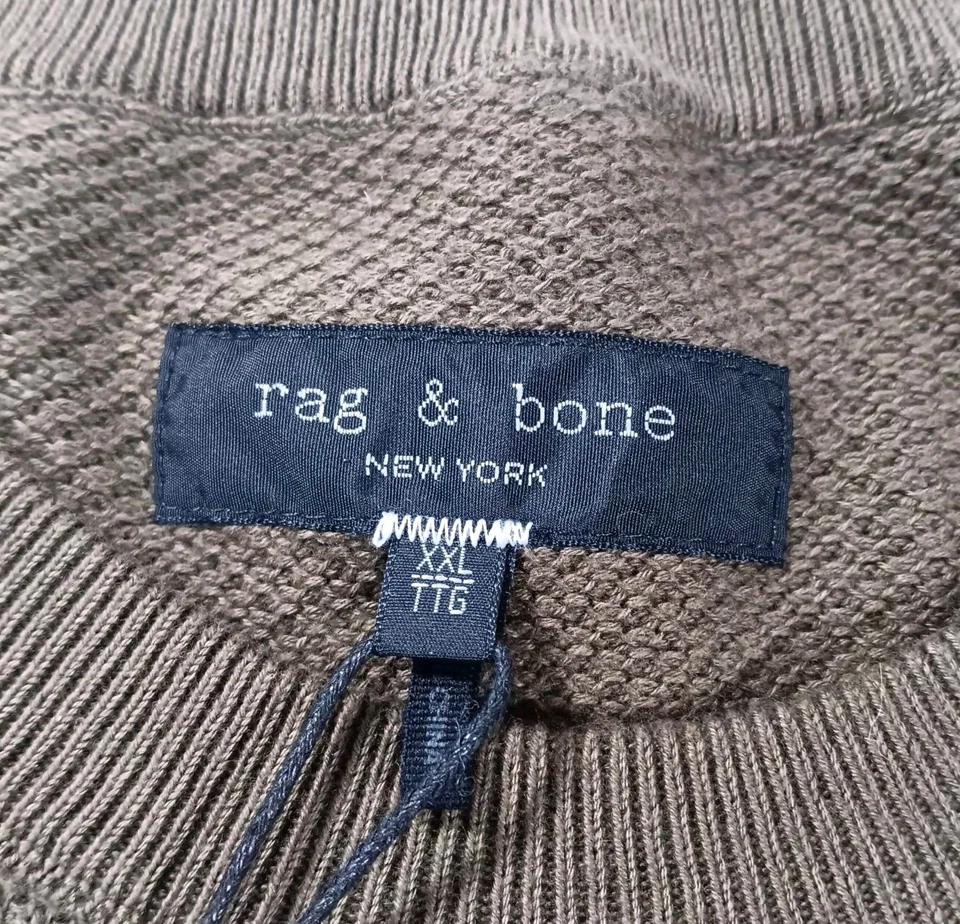 rag & bone
NEW YORK
XXL
TTG